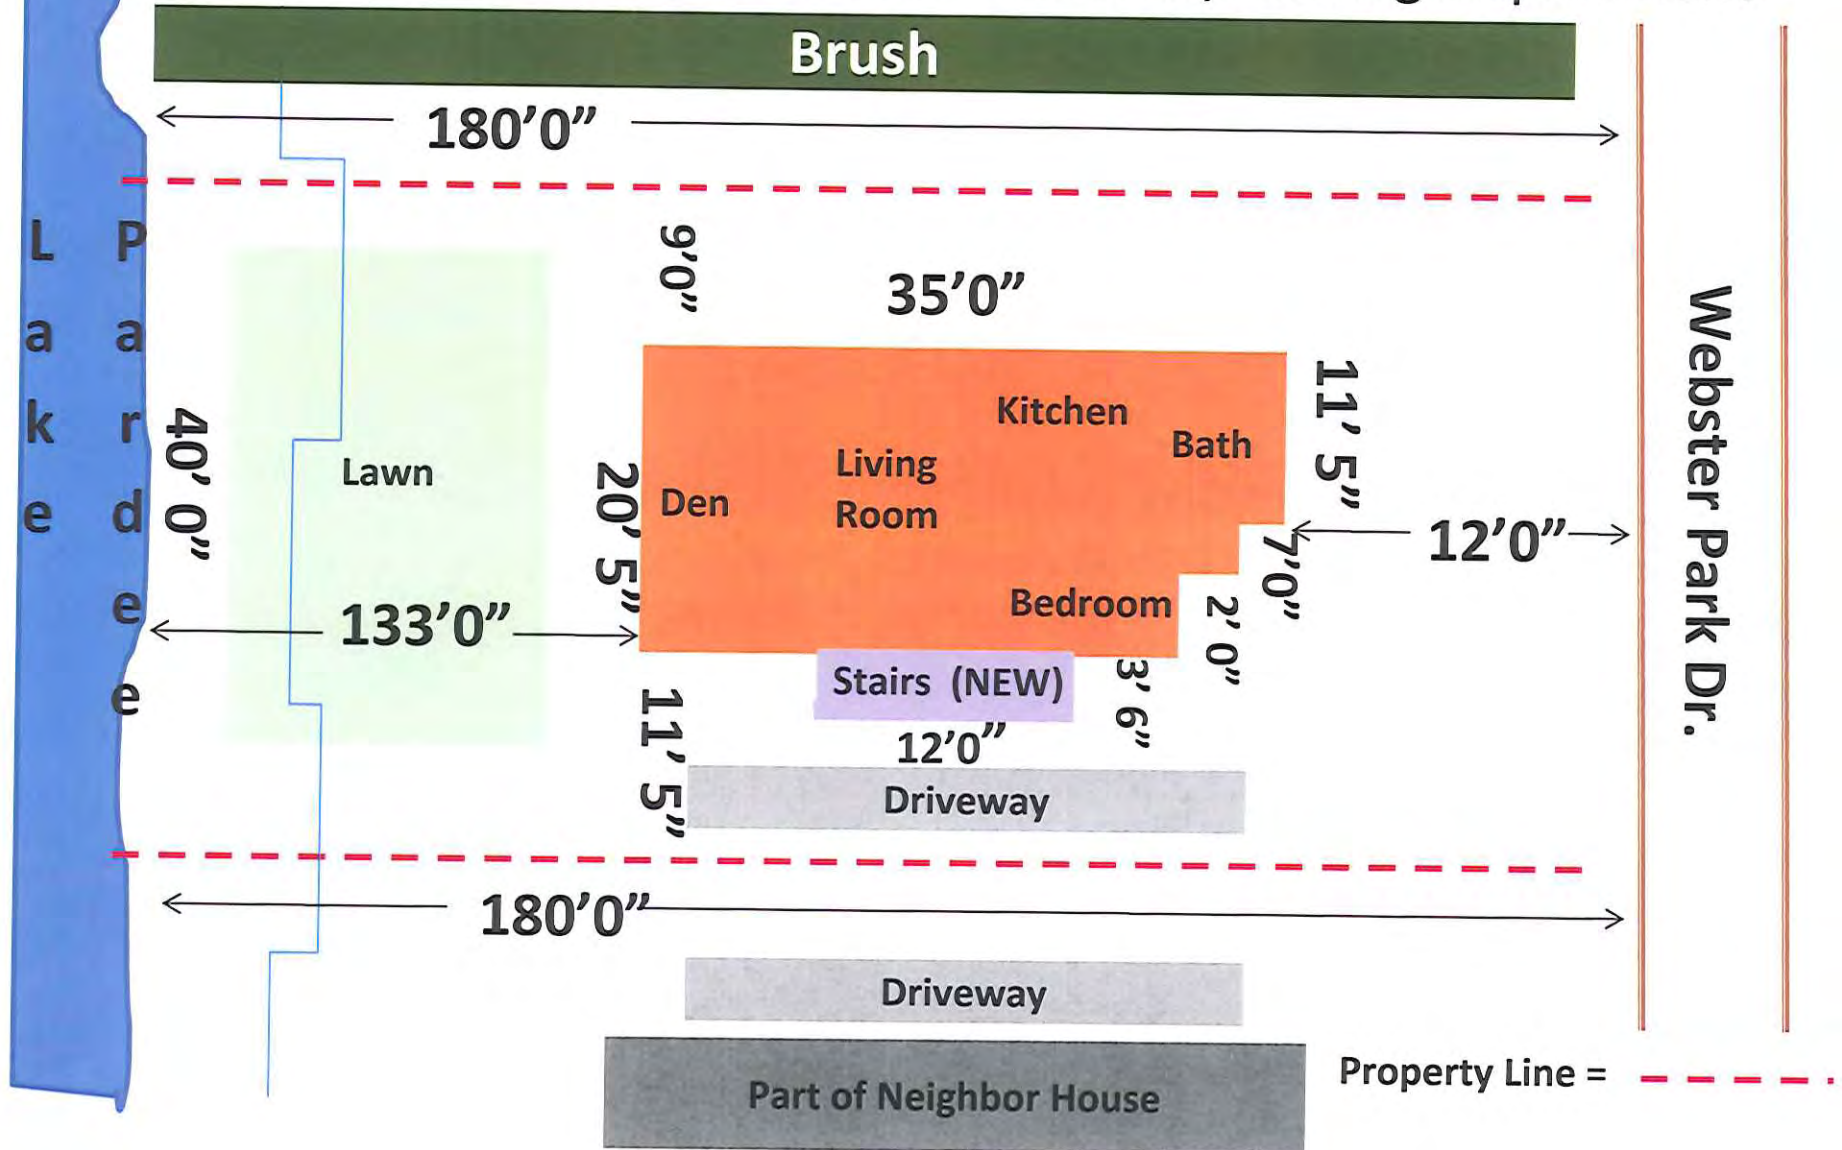 Brush
180’0”
Lake
Pardee
9’0”
35’0”
40’ 0”
Lawn
20’ 5”
Den
Living
Room
Kitchen
Bath
Bedroom
11’ 5”
12’0”
7’0”
2’ 0”
133’0”
Stairs (NEW)
3’ 6”
12’0”
11’ 5”
Driveway
Webster Park Dr.
180’0”
Driveway
Part of Neighbor House
Property Line =